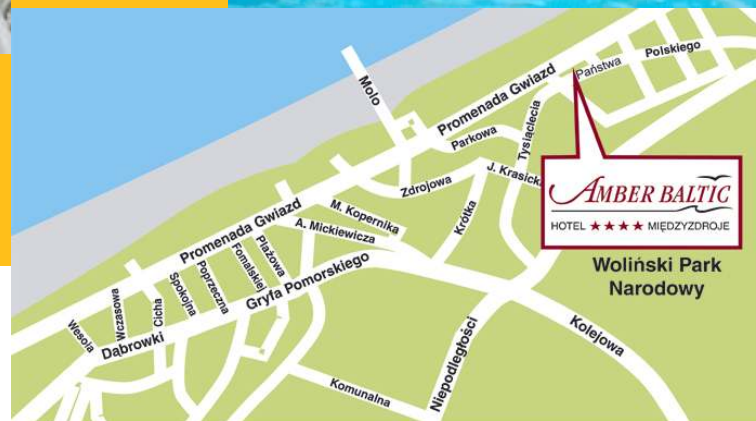 Molo
Promenada Gwiazd
Państwa
Polskiego
Parkowa
Tysiąclecia
Zdrojowa
J. Krasicki
AMBER BALTIC
HOTEL ★★★★ MIĘDZYZDROJE
Woliński Park
Narodowy
Promenada Gwiazd
M. Kopernika
A. Mickiewicza
Krótka
Gryfa Pomorskiego
Plażowa
Fomalskiej
Poprzeczna
Spokojna
Cicha
Wczasowa
Wesoła
Dąbrowki
Kolejowa
Niepodległości
Komunalna